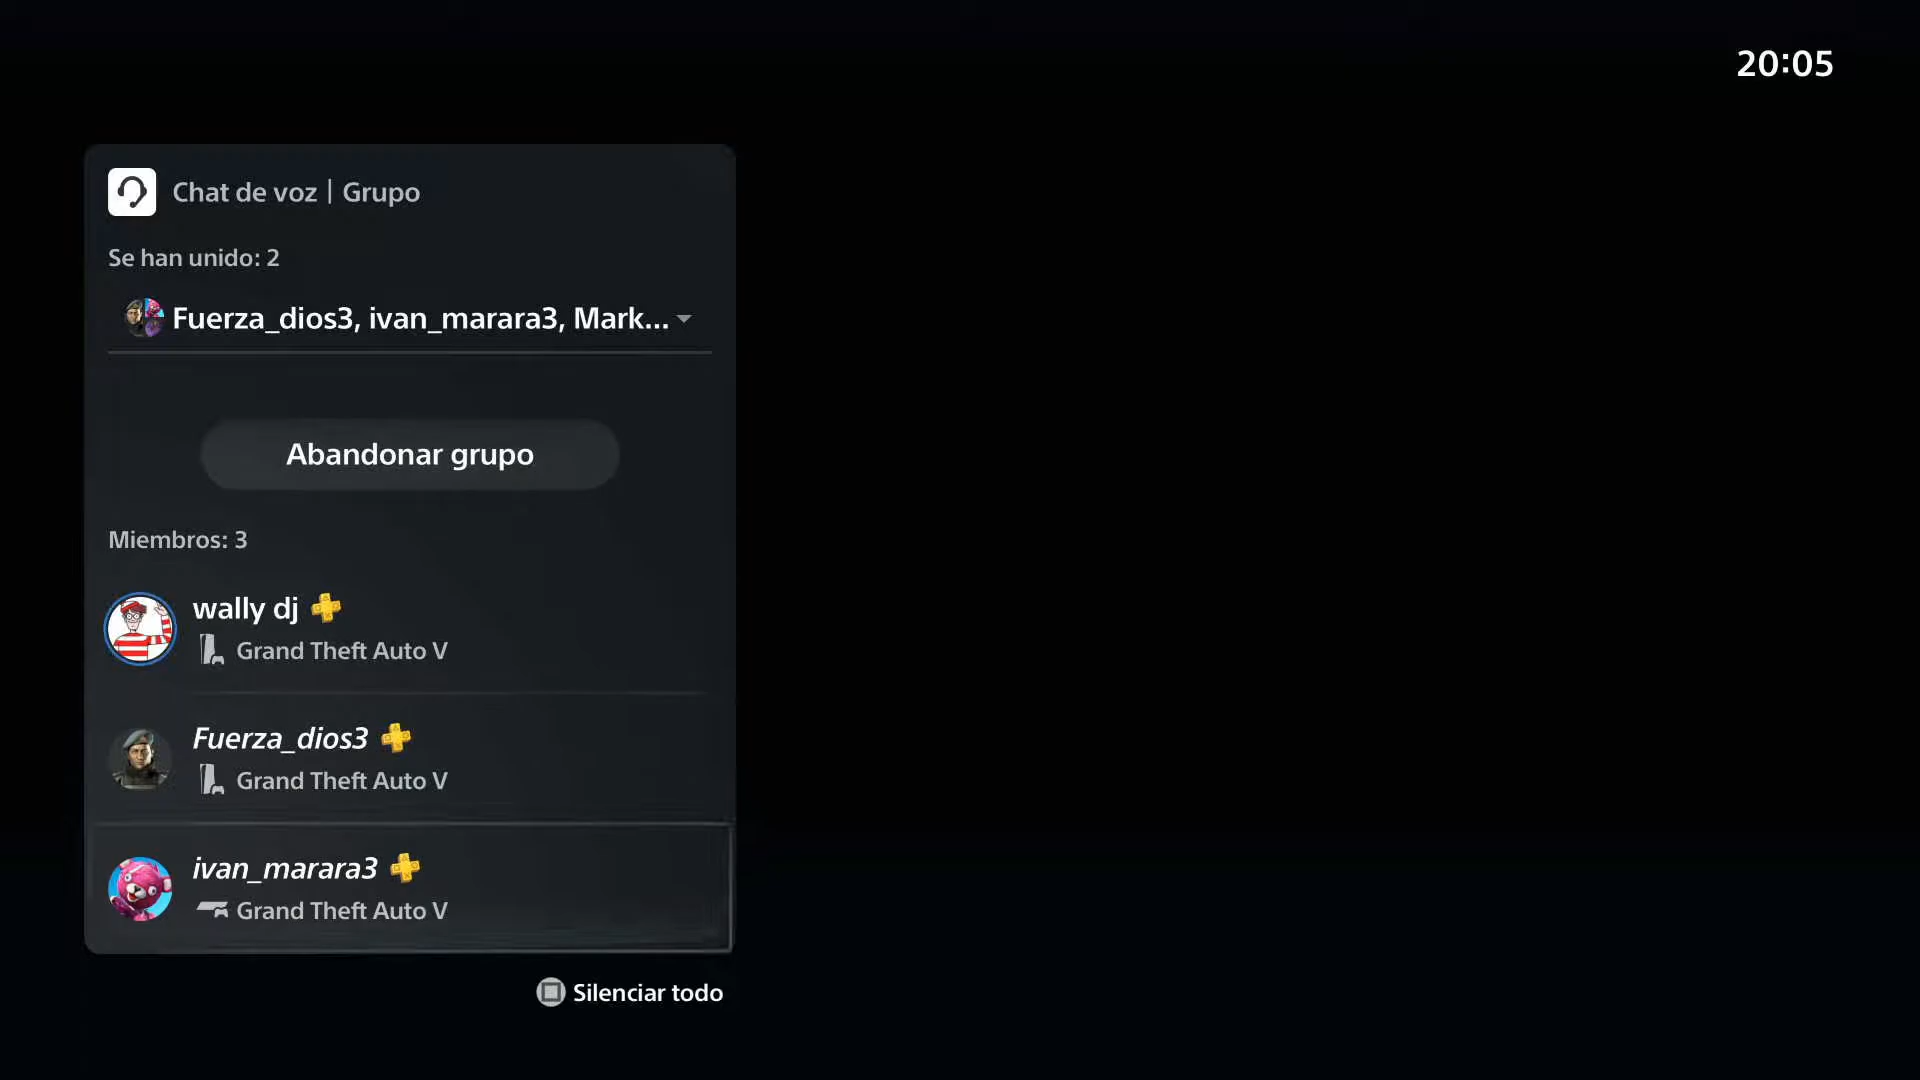 20:05
Chat de voz | Grupo
Se han unido: 2
Fuerza_dios3, ivan_marara3, Mark...
Abandonar grupo
Miembros: 3
wally dj
Grand Theft Auto V
Fuerza_dios3
Grand Theft Auto V
ivan_marara3
Grand Theft Auto V
Silenciar todo